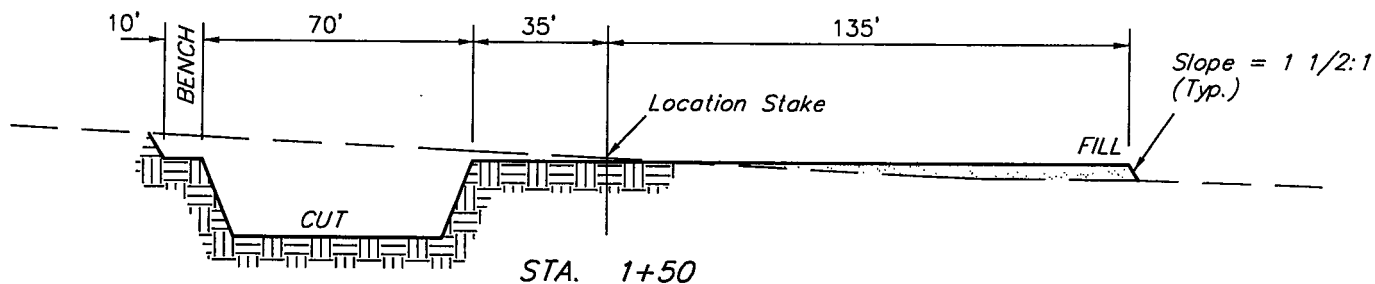 10' 70' 35' 135'
BENCH
Slope = 1 1/2:1
(Typ.)
Location Stake
FILL
CUT
STA. 1+50